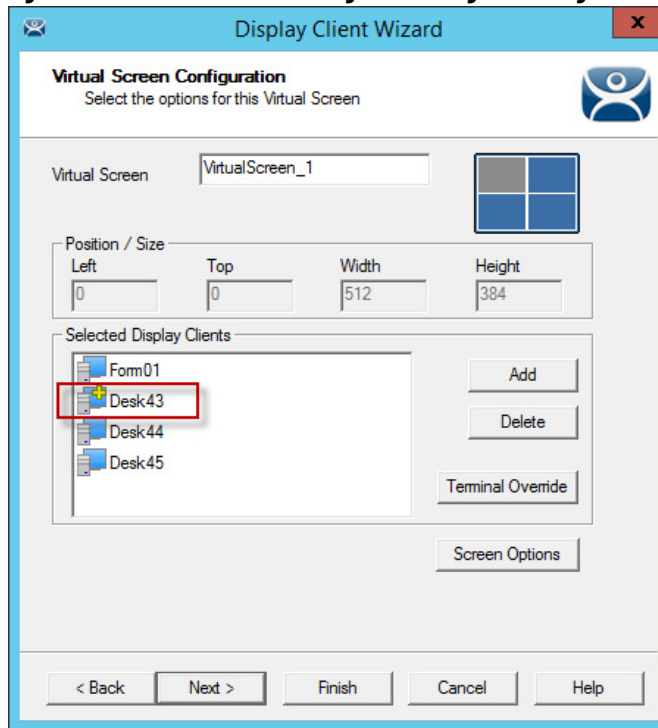 Display Client Wizard
x
Virtual Screen Configuration
Select the options for this Virtual Screen
Virtual Screen VirtualScreen_1
Position / Size
Left Top Width Height
0 0 512 384
Selected Display Clients
Form01
Desk43
Desk44
Desk45
Add
Delete
Terminal Override
Screen Options
< Back Next > Finish Cancel Help